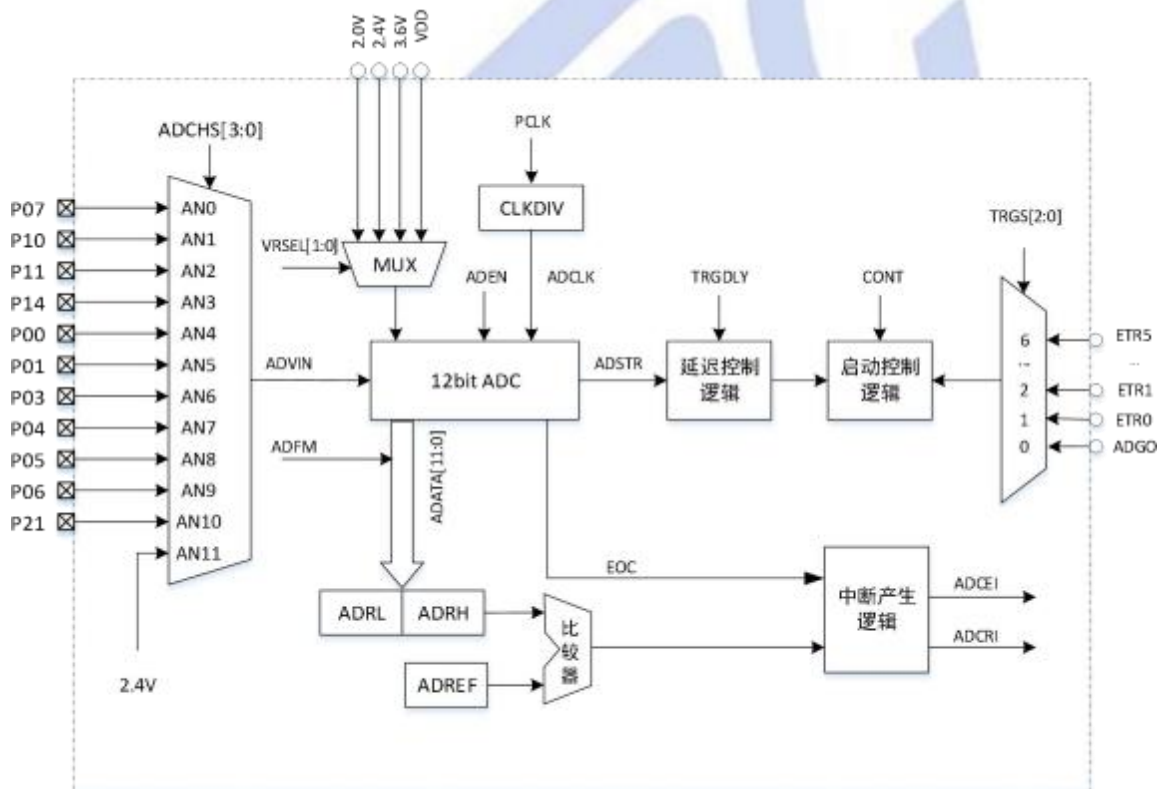 2.0V
2.4V
3.6V
VDD
ADCHS[3:0]
PCLK
CLKDIV
TRGS[2:0]
P07
AN0
P10
AN1
VRSEL[1:0]
MUX
P11
AN2
ADEN
ADCLK
TRGDLY
CONT
P14
AN3
P00
AN4
6
ETR5
P01
AN5
ADVIN
12bit ADC
ADSTR
延迟控制
逻辑
启动控制
逻辑
...
...
P03
AN6
2
ETR1
P04
AN7
1
ETR0
ADFM
ADATA[11:0]
0
ADGO
P05
AN8
P06
AN9
P21
AN10
AN11
EOC
ADRL
ADRH
比
较
器
中断产生
逻辑
ADCEI
ADCRI
2.4V
ADREF